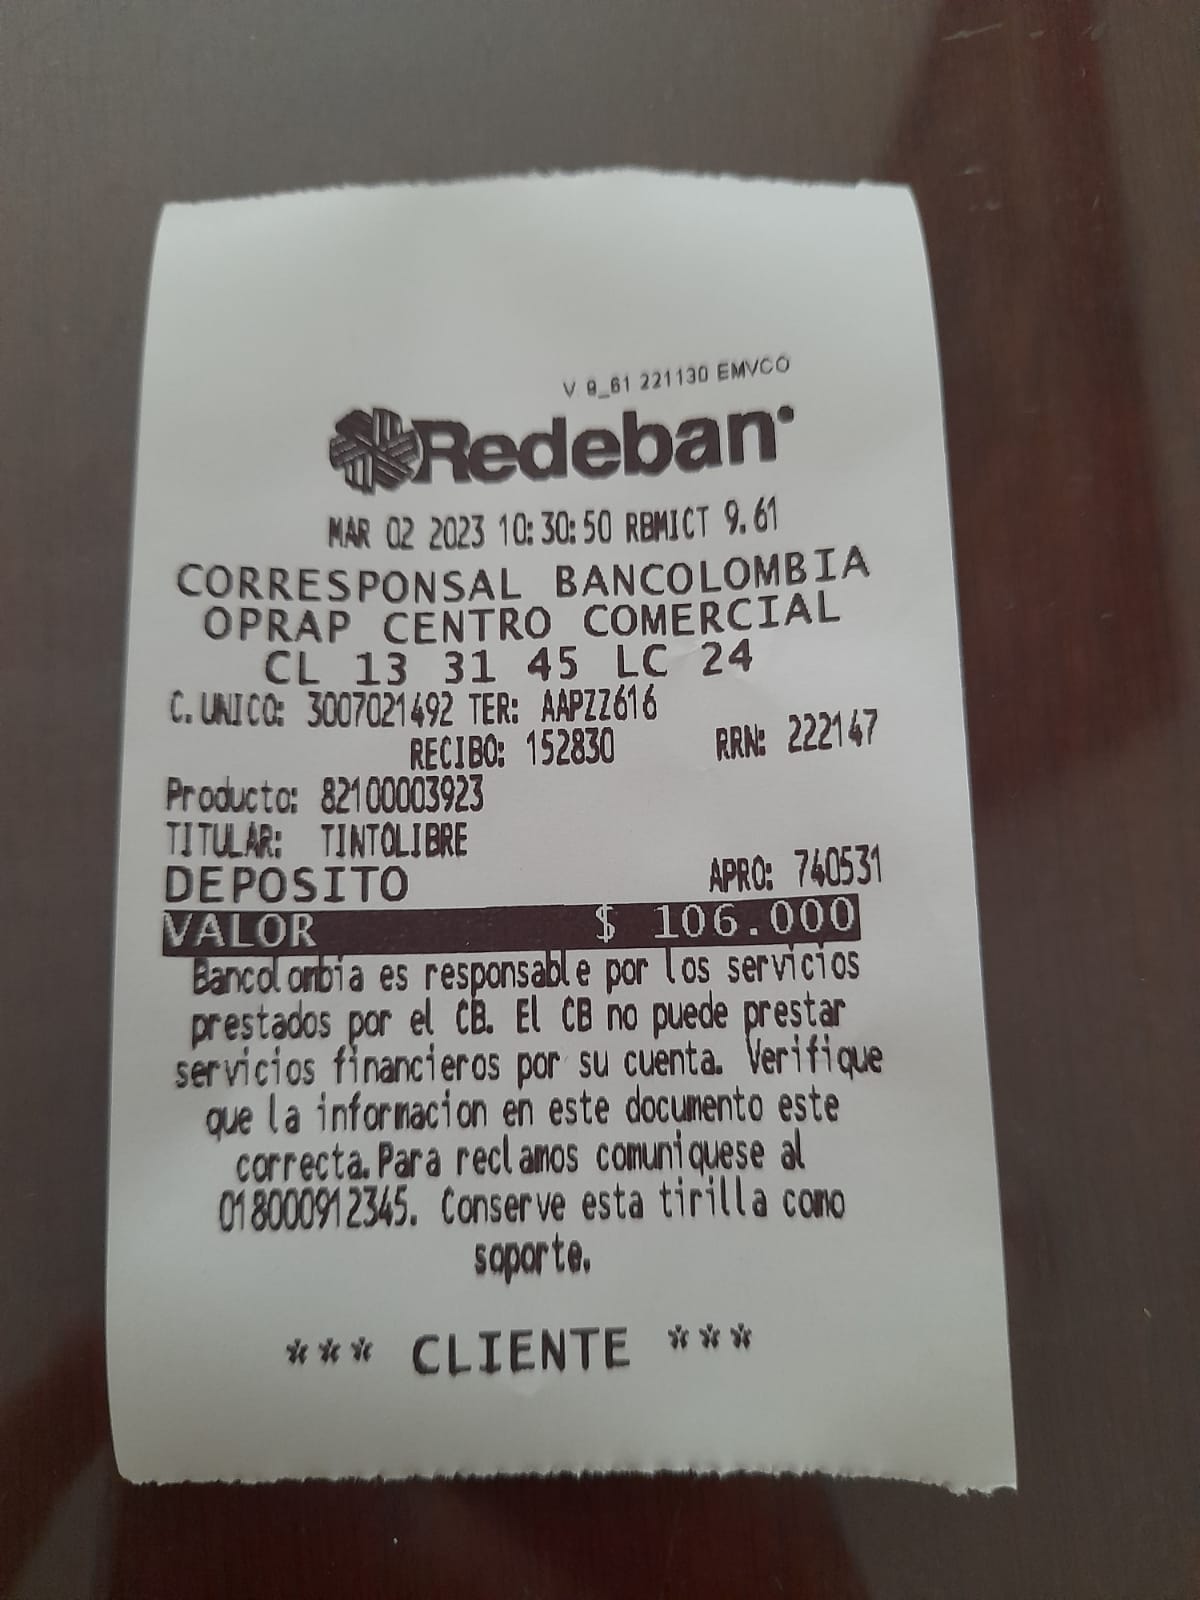 V 9_61 221130 EMVCO
Redeban
MAR 02 2023 10:30:50 RBMICT 9.61
CORRESPONSAL BANCOLOMBIA
OPRAP CENTRO COMERCIAL
CL 13 31 45 LC 24
C. UNICO: 3007021492 TER: AAPZZ616
RECIBO: 152830 RRN: 222147
Producto: 82100003923
TITULAR: TINTOLIBRE
DEPOSITO APRO: 740531
VALOR $ 106.000
Bancolombia es responsable por los servicios
prestados por el CB. El CB no puede prestar
servicios financieros por su cuenta. Verifique
que la informacion en este documento este
correcta. Para reclamos comuniquese al
018000912345. Conserve esta tirilla como
soporte.
*** CLIENTE ***